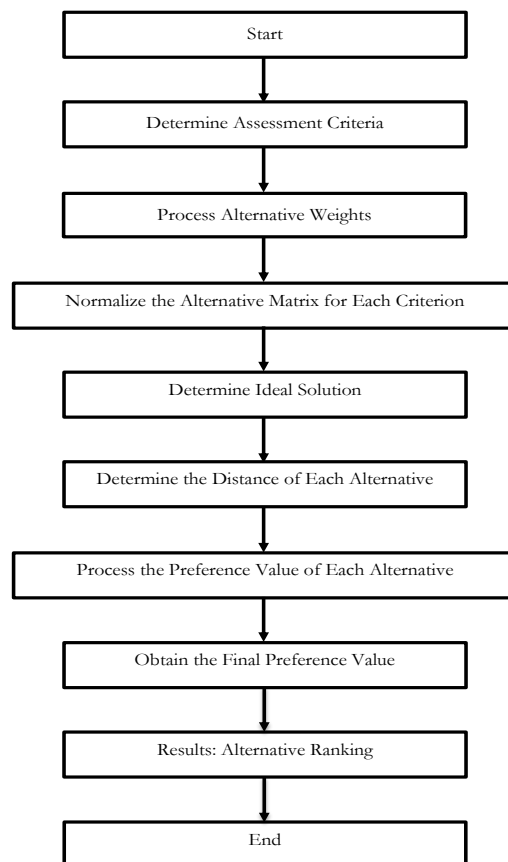 Start
Determine Assessment Criteria
Process Alternative Weights
Normalize the Alternative Matrix for Each Criterion
Determine Ideal Solution
Determine the Distance of Each Alternative
Process the Preference Value of Each Alternative
Obtain the Final Preference Value
Results: Alternative Ranking
End